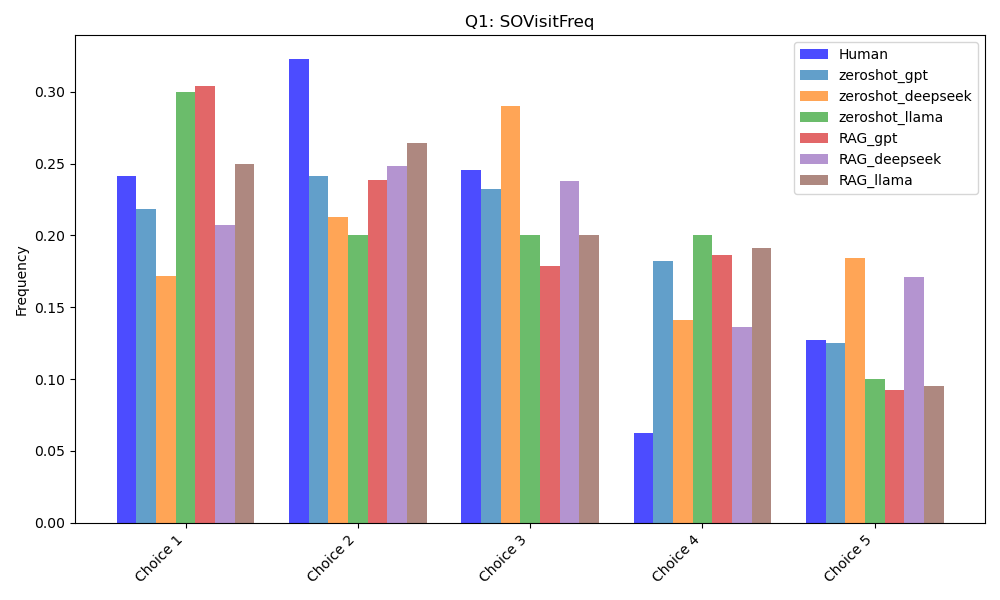 Q1: SOVisitFreq
Human
zeroshot_gpt
zeroshot_deepseek
zeroshot_llama
RAG_gpt
RAG_deepseek
RAG_llama
Frequency
0.30
0.25
0.20
0.15
0.10
0.05
0.00
Choice 1
Choice 2
Choice 3
Choice 4
Choice 5